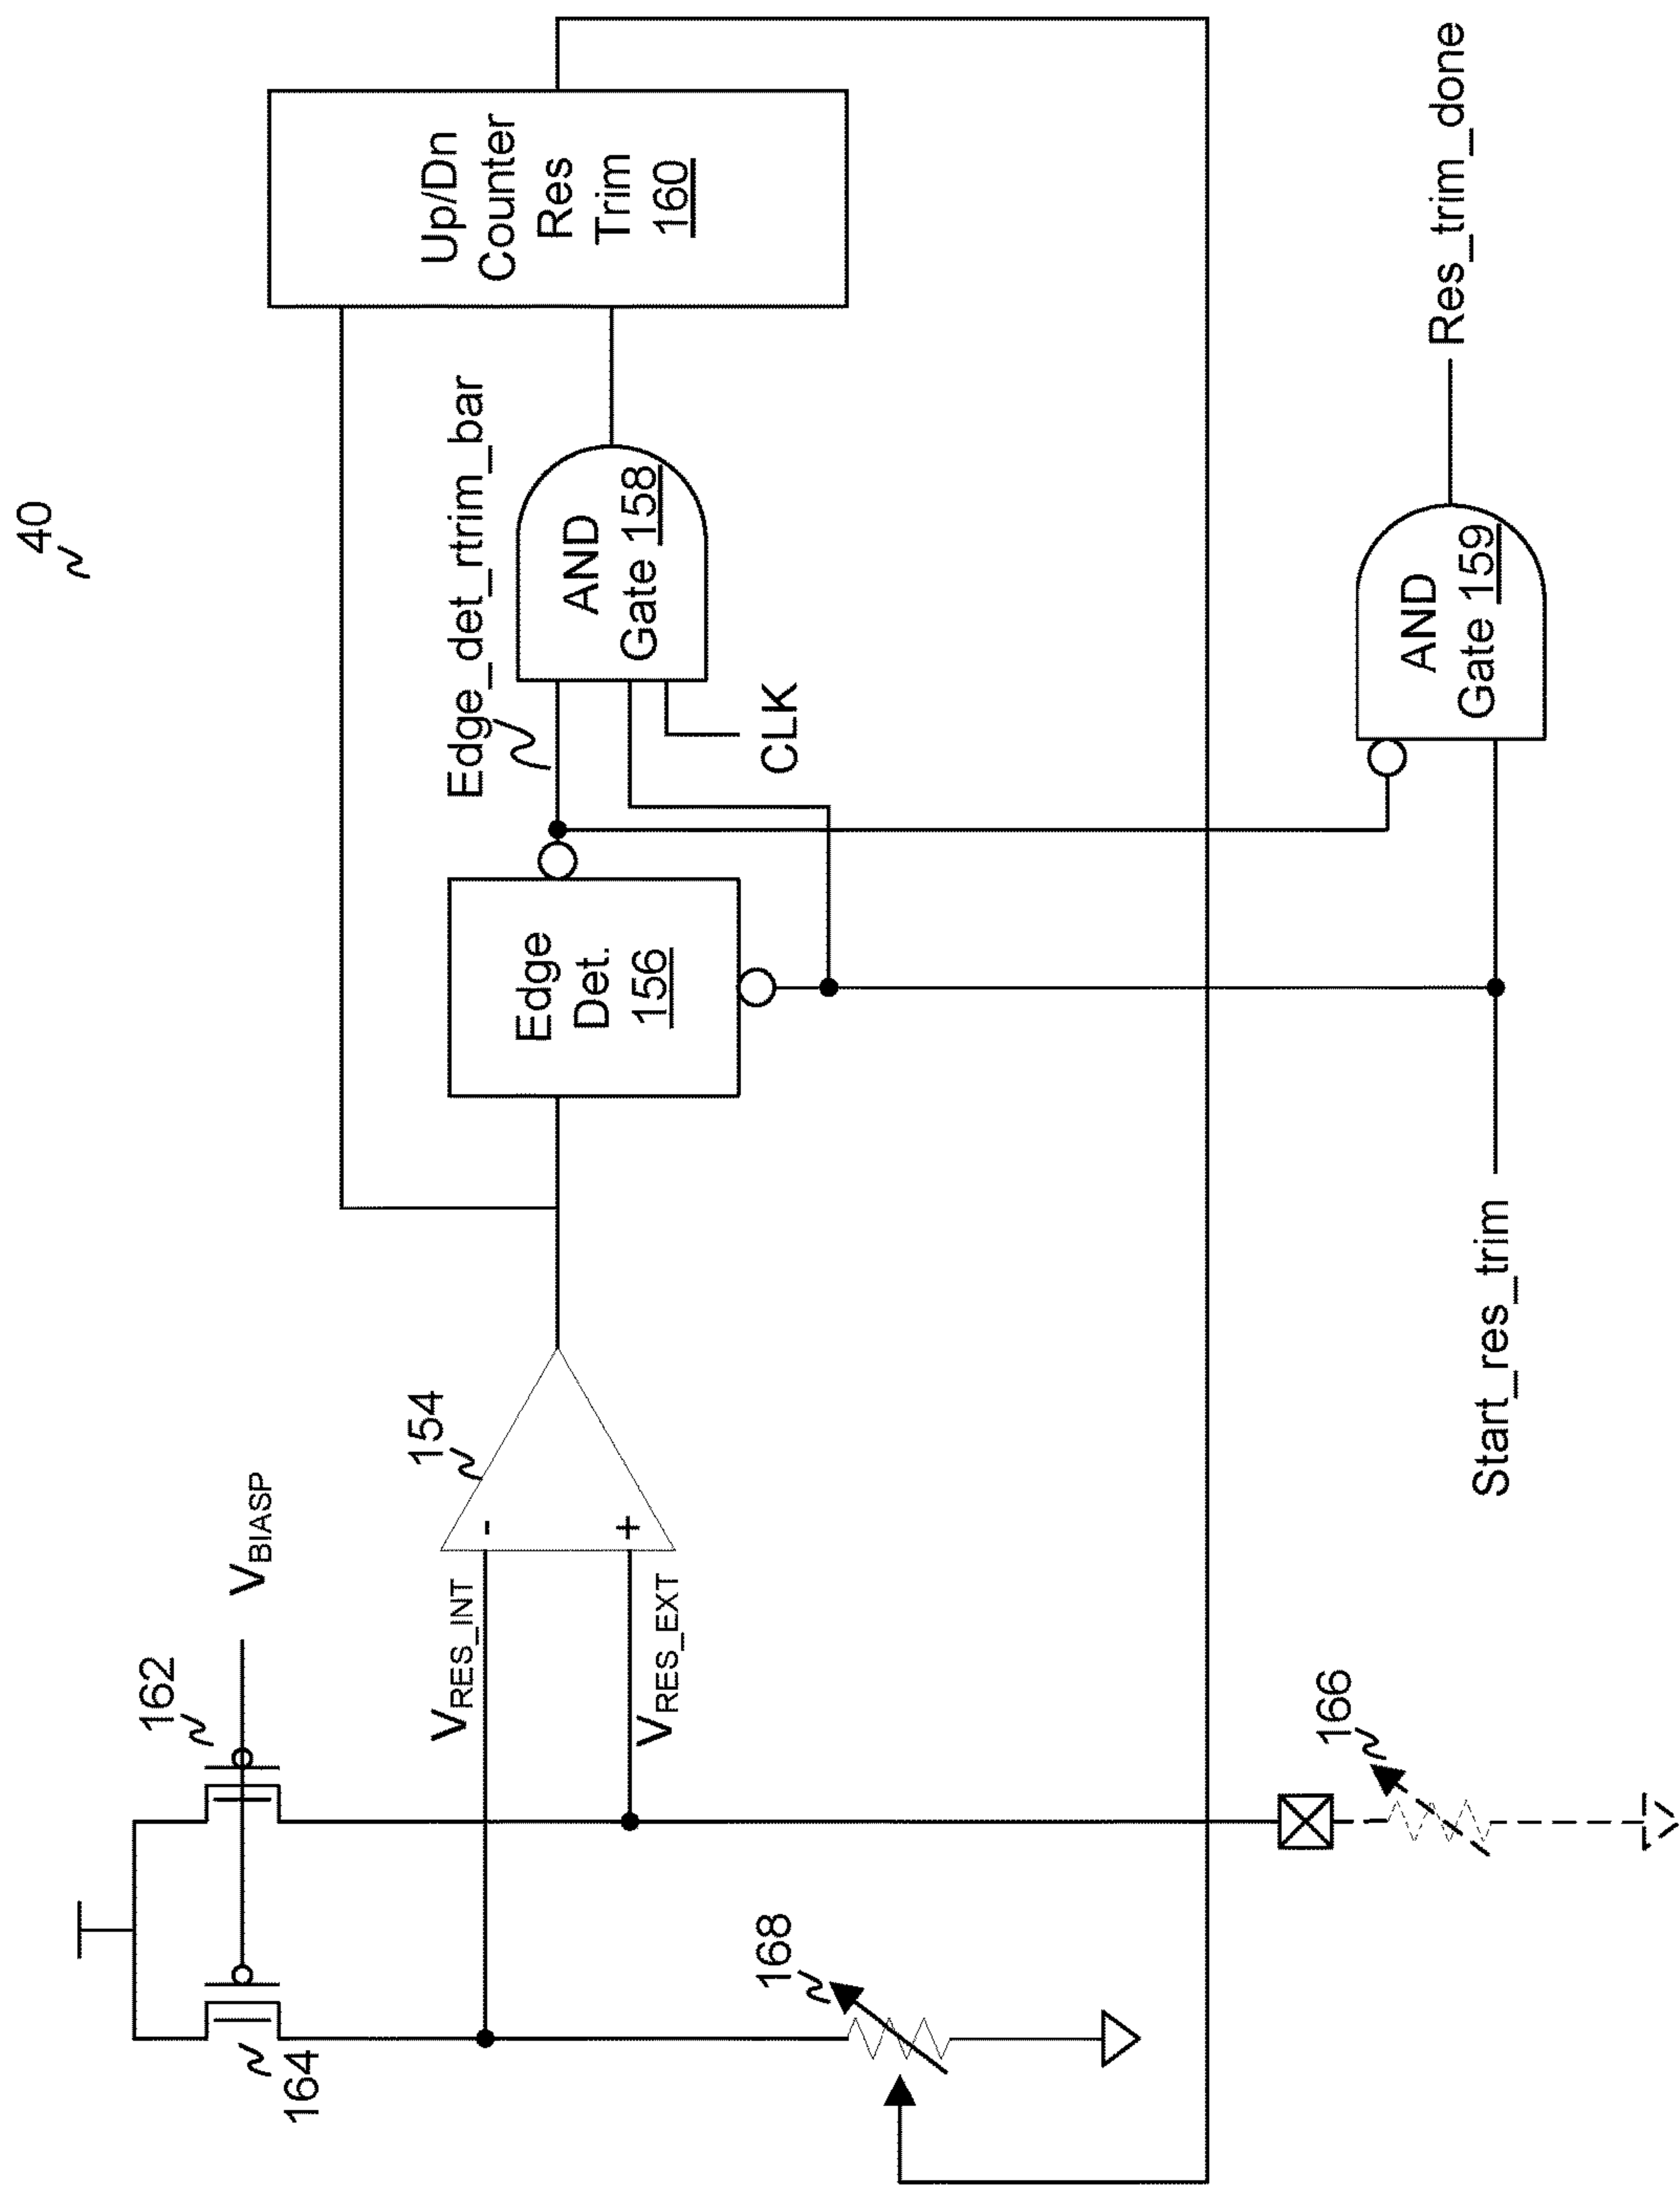 40
162
V_BIASP
164
154
V_RES_INT
-
V_RES_EXT
+
168
166
Edge
Det.
156
Edge_det_rtrim_bar
AND
Gate 158
CLK
Up/Dn
Counter
Res
Trim
160
Start_res_trim
AND
Gate 159
Res_trim_done